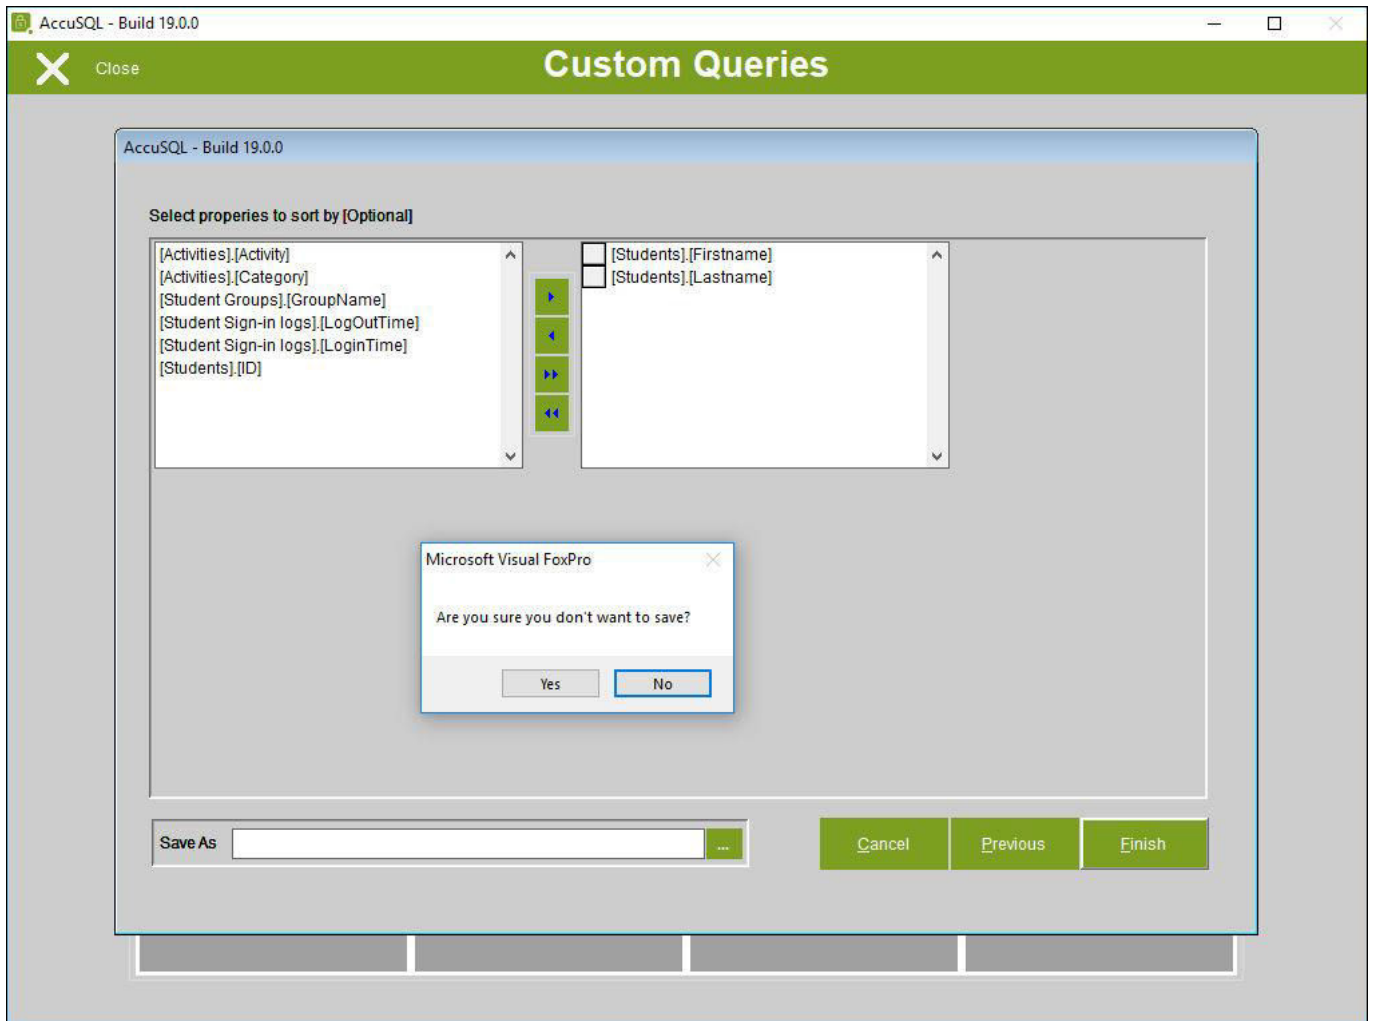 AccuSQL - Build 19.0.0
Close
Custom Queries
AccuSQL - Build 19.0.0
Select properies to sort by [Optional]
[Activities].[Activity]
[Activities].[Category]
[Student Groups].[GroupName]
[Student Sign-in logs].[LogOutTime]
[Student Sign-in logs].[LoginTime]
[Students].[ID]
[Students].[Firstname]
[Students].[Lastname]
Microsoft Visual FoxPro
Are you sure you don't want to save?
Yes
No
Save As
...
Cancel
Previous
Finish